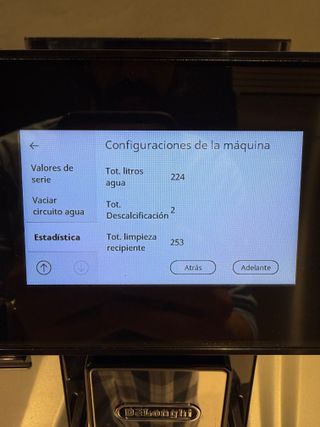 ← Configuraciones de la máquina
Valores de
serie
Vaciar
circuito agua
Estadística
Tot. litros
agua 224
Tot.
Descalcificación 2
Tot. limpieza
recipiente 253
Atrás Adelante
DeLonghi